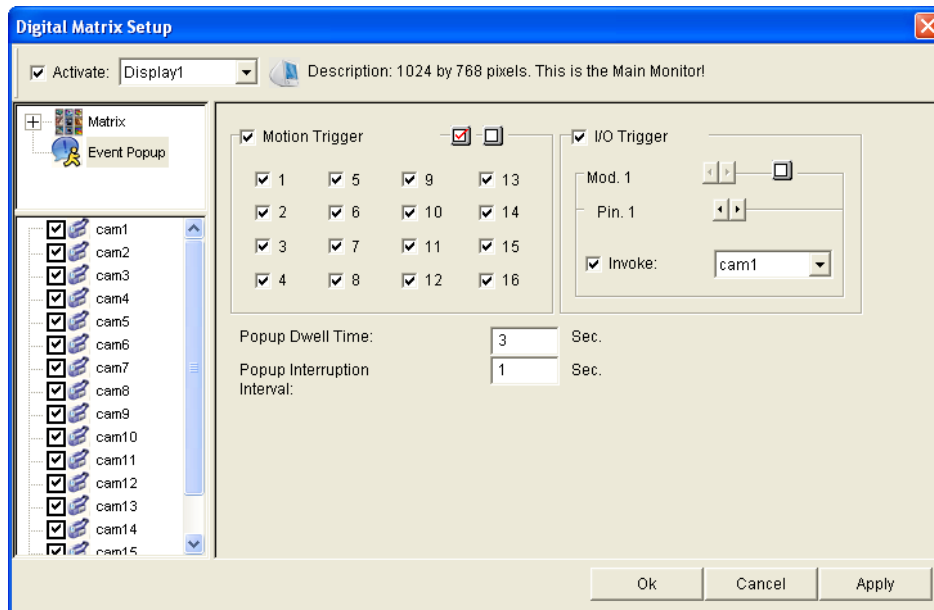 Digital Matrix Setup
Activate: Display1 Description: 1024 by 768 pixels. This is the Main Monitor!
Matrix
Event Popup
cam1
cam2
cam3
cam4
cam5
cam6
cam7
cam8
cam9
cam10
cam11
cam12
cam13
cam14
cam15
Motion Trigger
1 5 9 13
2 6 10 14
3 7 11 15
4 8 12 16
I/O Trigger
Mod. 1
Pin. 1
Invoke: cam1
Popup Dwell Time: 3 Sec.
Popup Interruption
Interval: 1 Sec.
Ok Cancel Apply